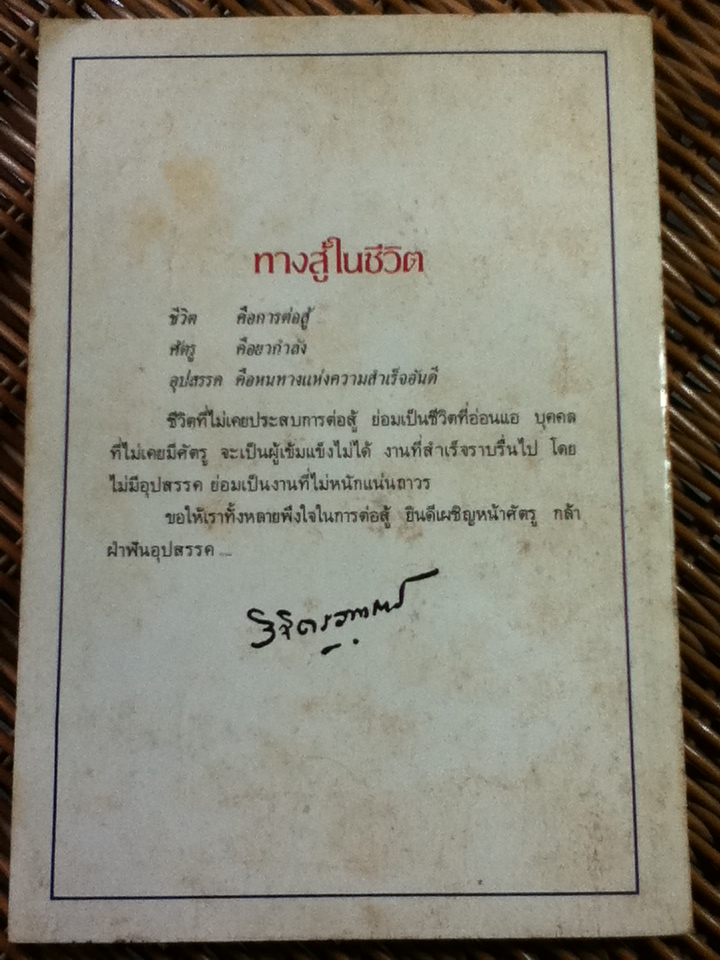 ทางสู้ในชีวิต
ชีวิต คือการต่อสู้
ศัตรู คือยากำลัง
อุปสรรค คือหนทางแห่งความสำเร็จอันดี
ชีวิตที่ไม่เคยประสบการต่อสู้ ย่อมเป็นชีวิตที่อ่อนแอ บุคคล
ที่ไม่เคยมีศัตรู จะเป็นผู้เข้มแข็งไม่ได้ งานที่สำเร็จราบรื่นไป โดย
ไม่มีอุปสรรค ย่อมเป็นงานที่ไม่หนักแน่นถาวร
ขอให้เราทั้งหลายพึงใจในการต่อสู้ ยินดีเผชิญหน้าศัตรู กล้า
ฝ่าฟันอุปสรรค ....